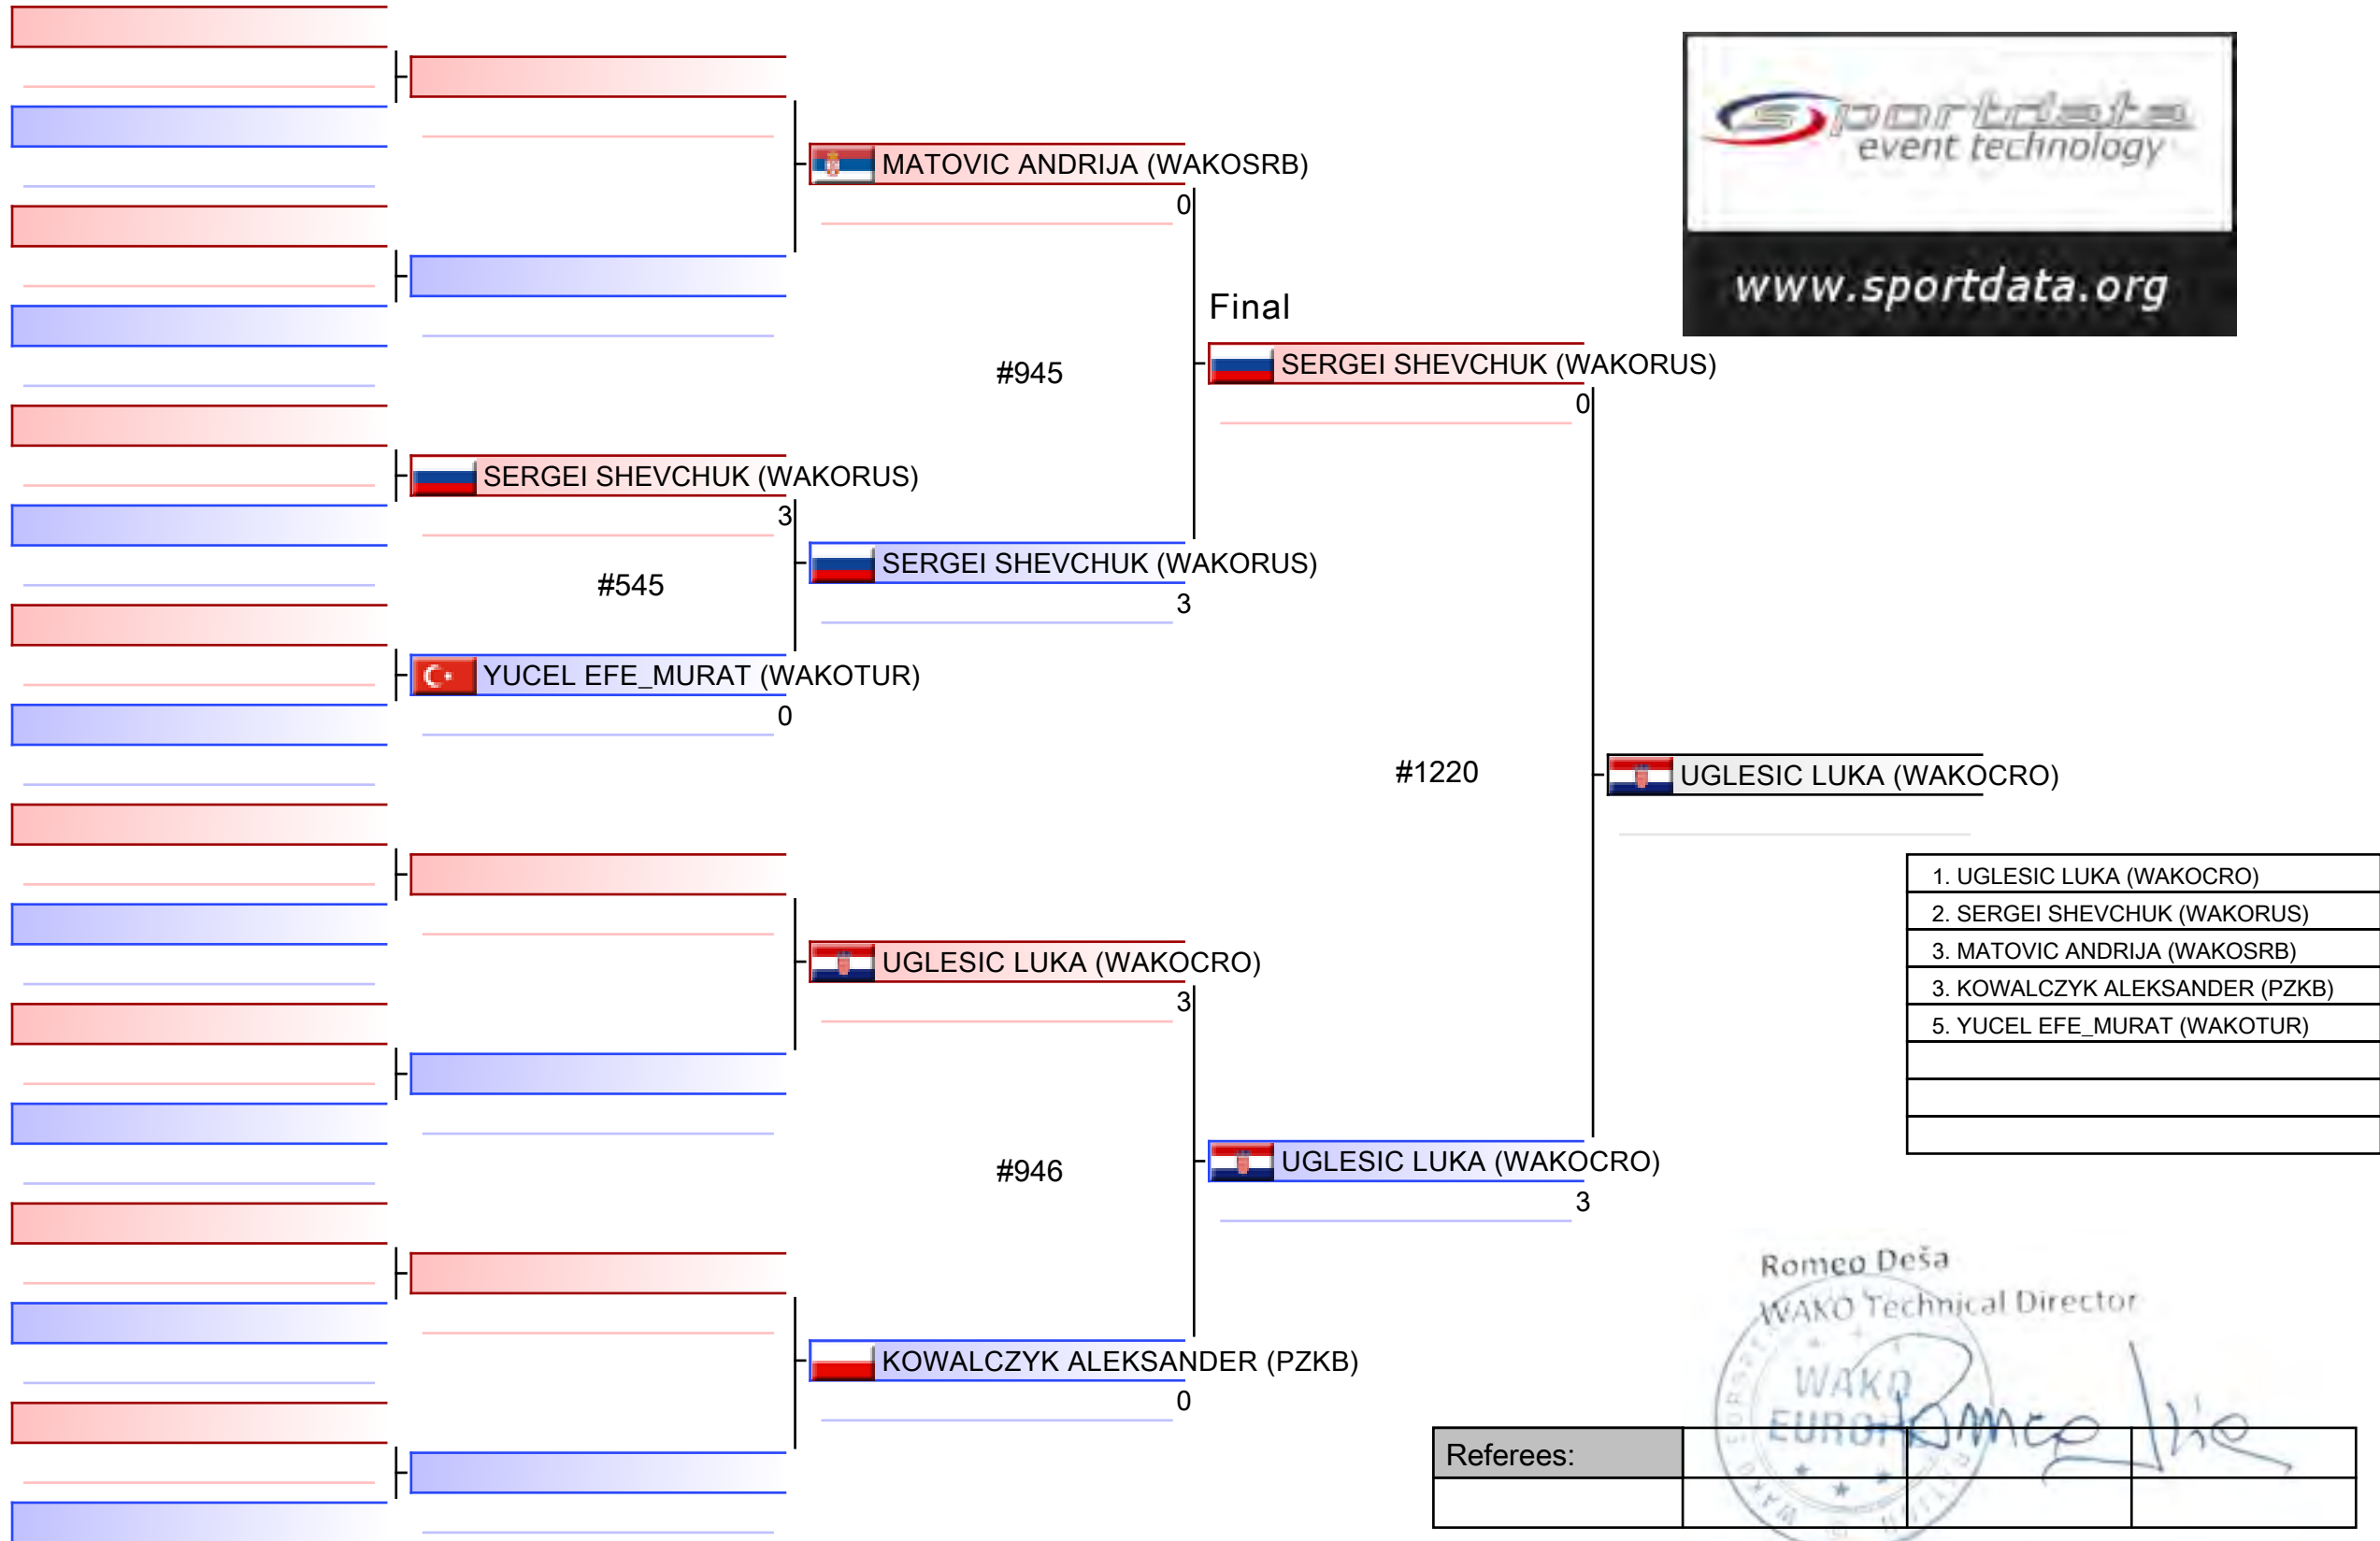 sportdata
event technology
www.sportdata.org
MATOVIC ANDRIJA (WAKOSRB)
0
Final
#945
SERGEI SHEVCHUK (WAKORUS)
0
SERGEI SHEVCHUK (WAKORUS)
3
#545
SERGEI SHEVCHUK (WAKORUS)
3
YUCEL EFE_MURAT (WAKOTUR)
0
#1220
UGLESIC LUKA (WAKOCRO)
UGLESIC LUKA (WAKOCRO)
3
#946
UGLESIC LUKA (WAKOCRO)
3
KOWALCZYK ALEKSANDER (PZKB)
0
1. UGLESIC LUKA (WAKOCRO)
2. SERGEI SHEVCHUK (WAKORUS)
3. MATOVIC ANDRIJA (WAKOSRB)
3. KOWALCZYK ALEKSANDER (PZKB)
5. YUCEL EFE_MURAT (WAKOTUR)
Romeo Deša
WAKO Technical Director
WAKO
Referees: